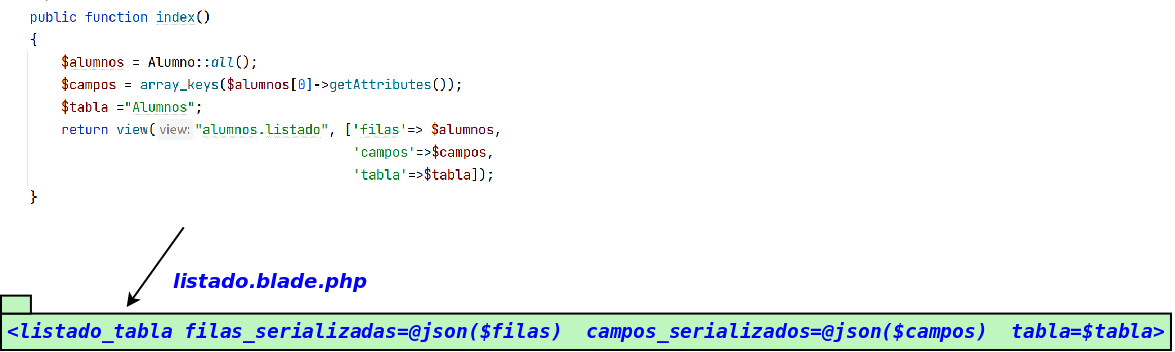 public function index()
{
$alumnos = Alumno::all();
$campos = array_keys($alumnos[0]->getAttributes());
$tabla ="Alumnos";
return view( view: "alumnos.listado", ['filas'=> $alumnos,
'campos'=>$campos,
'tabla'=>$tabla]);
}
listado.blade.php
<listado_tabla filas_serializadas=@json($filas)  campos_serializados=@json($campos)  tabla=$tabla>